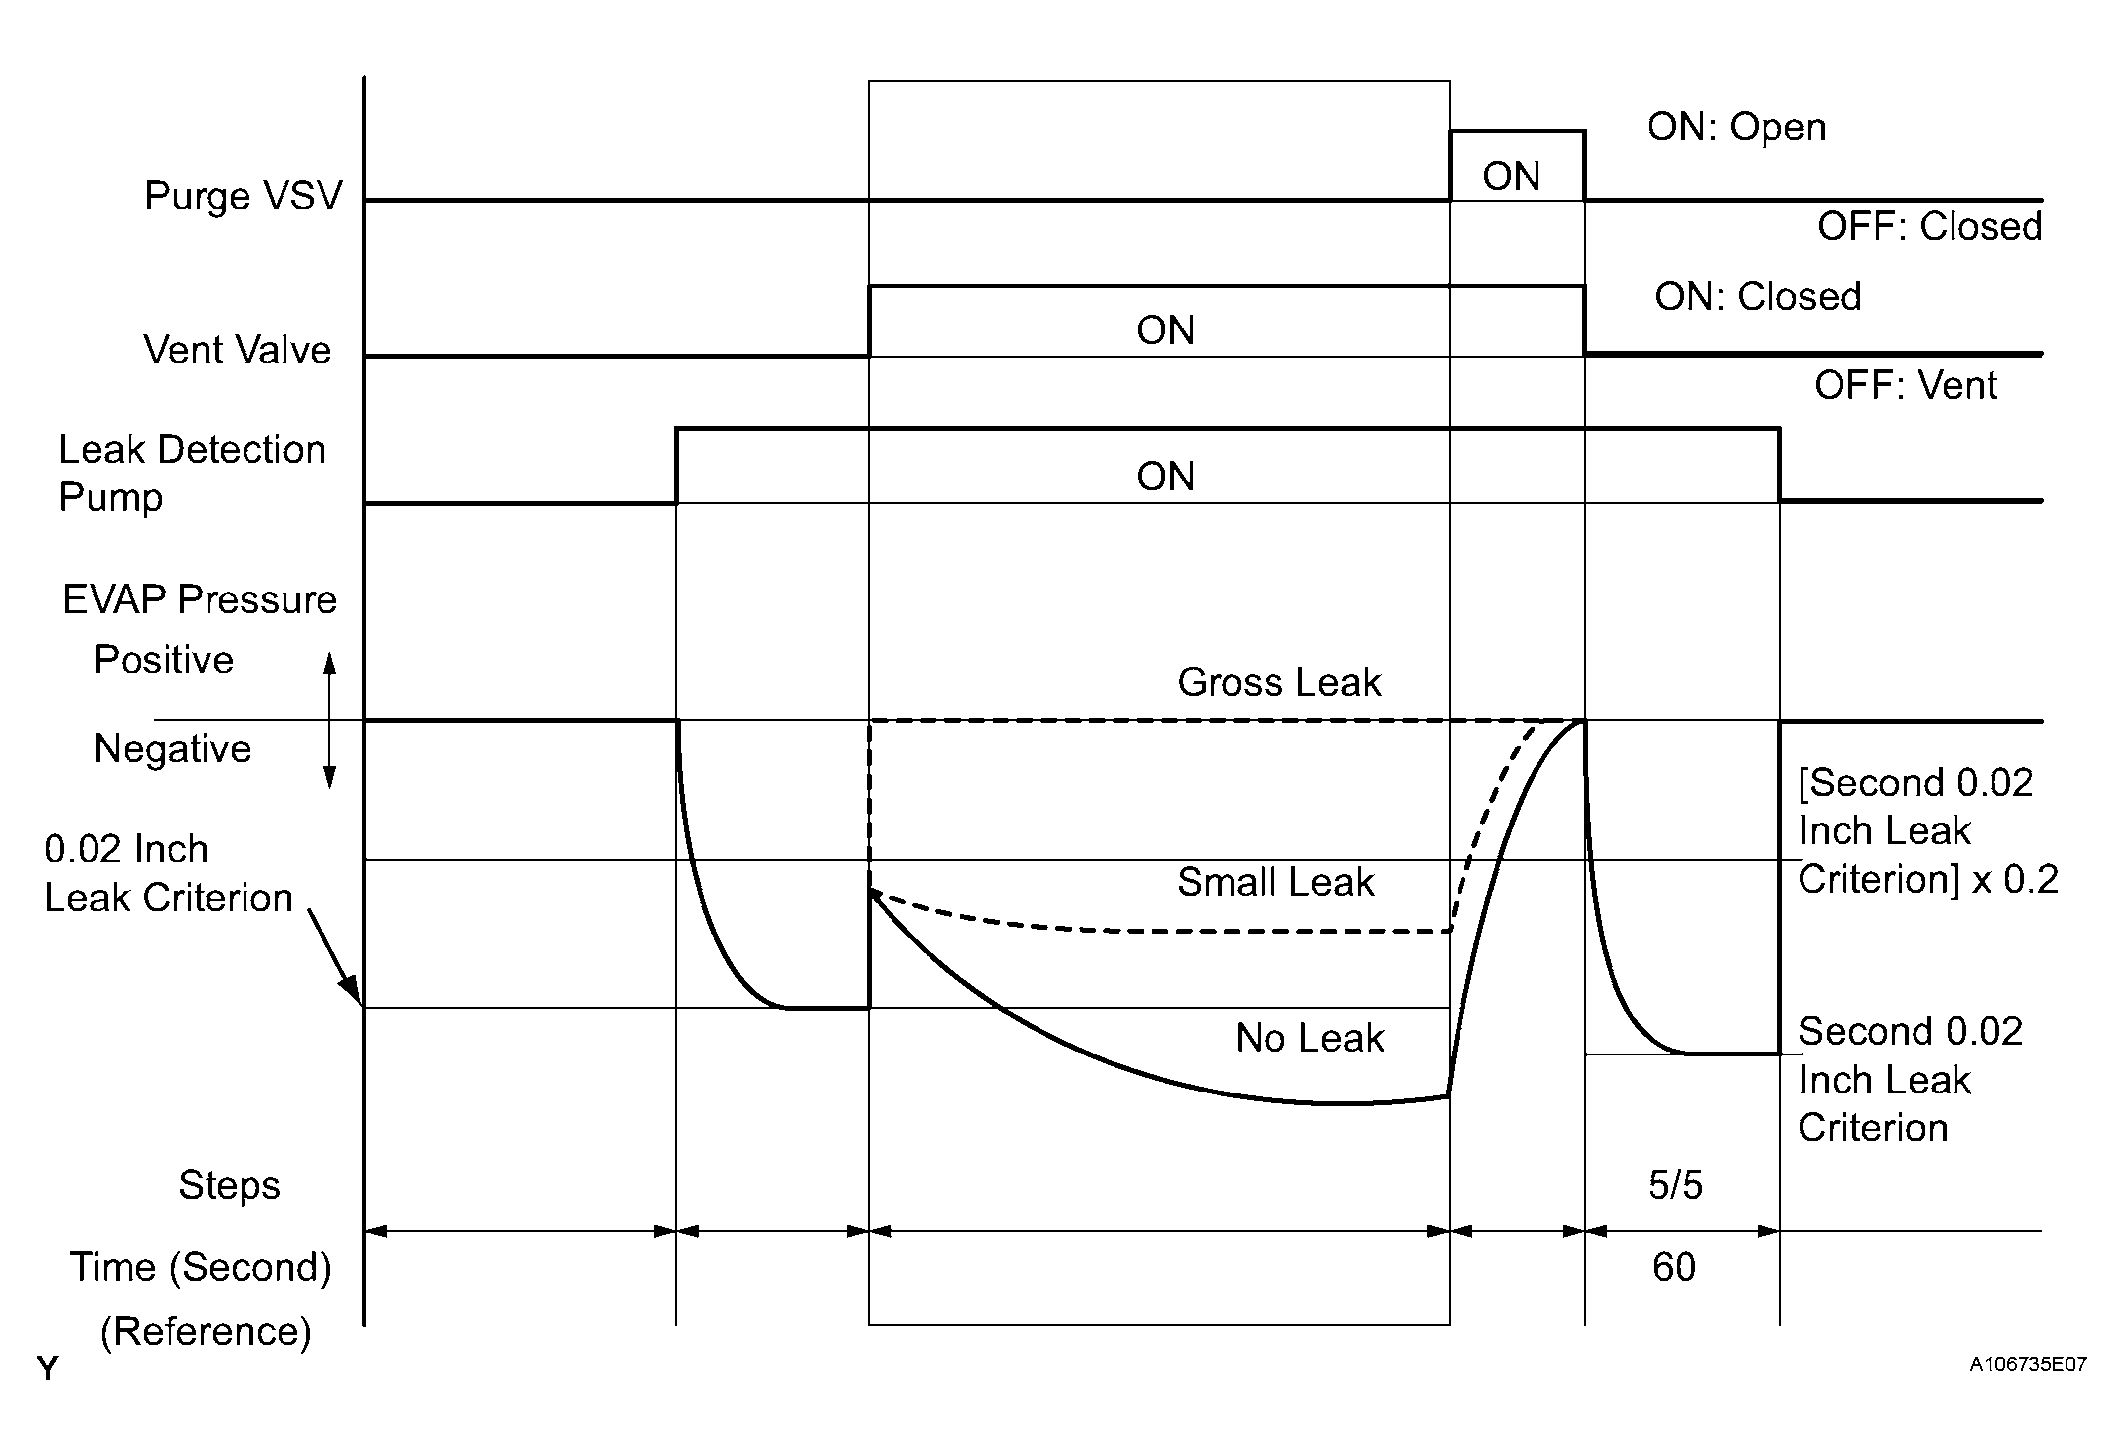 ON: Open
ON
Purge VSV
OFF: Closed
ON: Closed
ON
Vent Valve
OFF: Vent
Leak Detection
Pump
ON
EVAP Pressure
Positive
Negative
Gross Leak
[Second 0.02
Inch Leak
Criterion] x 0.2
0.02 Inch
Leak Criterion
Small Leak
No Leak
Second 0.02
Inch Leak
Criterion
Steps
5/5
Time (Second)
60
(Reference)
Y
A106735E07